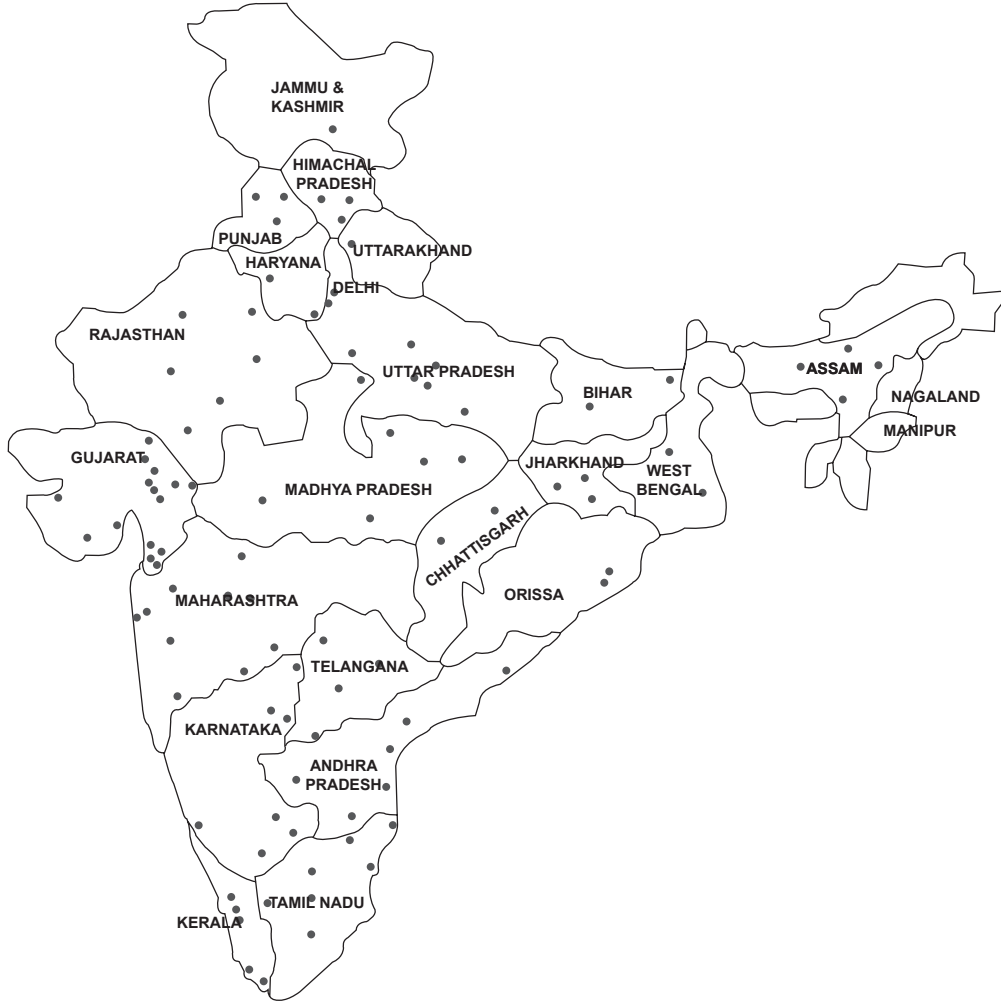 JAMMU &
KASHMIR
HIMACHAL
PRADESH
PUNJAB
UTTARAKHAND
HARYANA
DELHI
RAJASTHAN
UTTAR PRADESH
ASSAM
BIHAR
NAGALAND
MANIPUR
GUJARAT
JHARKHAND
WEST
BENGAL
MADHYA PRADESH
CHHATTISGARH
ORISSA
MAHARASHTRA
TELANGANA
KARNATAKA
ANDHRA
PRADESH
TAMIL NADU
KERALA